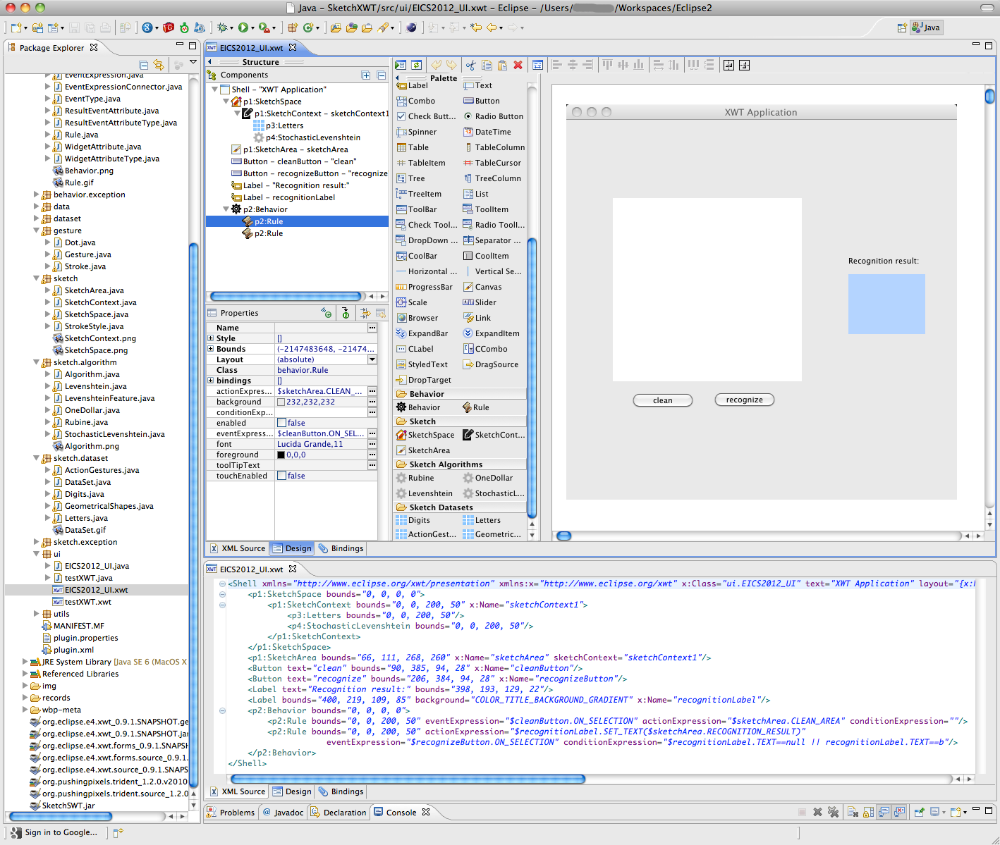 Java – SketchXWT/src/ui/EICS2012_UI.xwt – Eclipse – /Users/ /Workspaces/Eclipse2
Java
Package Explorer
EventExpression.java
EventExpressionConnector.java
EventType.java
ResultEventAttribute.java
ResultEventAttributeType.java
Rule.java
WidgetAttribute.java
WidgetAttributeType.java
Behavior.png
Rule.gif
behavior.exception
data
dataset
gesture
Dot.java
Gesture.java
Stroke.java
sketch
SketchArea.java
SketchContext.java
SketchSpace.java
StrokeStyle.java
SketchContext.png
SketchSpace.png
sketch.algorithm
Algorithm.java
Levenshtein.java
LevenshteinFeature.java
OneDollar.java
Rubine.java
StochasticLevenshtein.java
Algorithm.png
sketch.dataset
ActionGestures.java
DataSet.java
Digits.java
GeometricalShapes.java
Letters.java
DataSet.gif
sketch.exception
ui
EICS2012_UI.java
testXWT.java
EICS2012_UI.xwt
testXWT.xwt
utils
MANIFEST.MF
plugin.properties
plugin.xml
JRE System Library [Java SE 6 (MacOS X
Referenced Libraries
img
records
wbp-meta
org.eclipse.e4.xwt_0.9.1.SNAPSHOT.ge
org.eclipse.e4.xwt_0.9.1.SNAPSHOT.jar
org.eclipse.e4.xwt.forms_0.9.1.SNAPSH
org.eclipse.e4.xwt.forms.source_0.9.1.
org.eclipse.e4.xwt.source_0.9.1.SNAPS
org.pushingpixels.trident_1.2.0.v2010
org.pushingpixels.trident.source_1.2.0
SketchSWT.jar
EICS2012_UI.xwt
Structure
Components
Shell – "XWT Application"
p1:SketchSpace
p1:SketchContext – sketchContext1
p3:Letters
p4:StochasticLevenshtein
p1:SketchArea – sketchArea
Button – cleanButton – "clean"
Button – recognizeButton – "recognize
Label – "Recognition result:"
Label – recognitionLabel
p2:Behavior
p2:Rule
p2:Rule
Properties
Name
Style []
Bounds (-2147483648, -21474...
Layout (absolute)
Class behavior.Rule
bindings []
actionExpres... $sketchArea.CLEAN_...
background 232,232,232
conditionExp...
enabled false
eventExpress... $cleanButton.ON_SEL...
font Lucida Grande,11
foreground 0,0,0
toolTipText
touchEnabled false
Palette
Label Text
Combo Button
Check Butt... Radio Button
Spinner DateTime
Table TableColumn
TableItem TableCursor
Tree TreeColumn
TreeItem List
ToolBar ToolItem
Check Tool... Radio ToolI...
DropDown ... Separator ...
CoolBar CoolItem
Horizontal ... Vertical Se...
ProgressBar Canvas
Scale Slider
Browser Link
ExpandBar ExpandItem
CLabel CCombo
StyledText DragSource
DropTarget
Behavior
Behavior Rule
Sketch
SketchSpace SketchCont...
SketchArea
Sketch Algorithms
Rubine OneDollar
Levenshtein StochasticL...
Sketch Datasets
Digits Letters
ActionGest... Geometric...
XWT Application
Recognition result:
clean recognize
XML Source Design Bindings
EICS2012_UI.xwt
<Shell xmlns="http://www.eclipse.org/xwt/presentation" xmlns:x="http://www.eclipse.org/xwt" x:Class="ui.EICS2012_UI" text="XWT Application" layout="{x:
<p1:SketchSpace bounds="0, 0, 0, 0">
<p1:SketchContext bounds="0, 0, 200, 50" x:Name="sketchContext1">
<p3:Letters bounds="0, 0, 200, 50"/>
<p4:StochasticLevenshtein bounds="0, 0, 200, 50"/>
</p1:SketchContext>
</p1:SketchSpace>
<p1:SketchArea bounds="66, 111, 268, 260" x:Name="sketchArea" sketchContext="sketchContext1"/>
<Button text="clean" bounds="90, 385, 94, 28" x:Name="cleanButton"/>
<Button text="recognize" bounds="206, 384, 94, 28" x:Name="recognizeButton"/>
<Label text="Recognition result:" bounds="398, 193, 129, 22"/>
<Label bounds="400, 219, 109, 85" background="COLOR_TITLE_BACKGROUND_GRADIENT" x:Name="recognitionLabel"/>
<p2:Behavior bounds="0, 0, 0, 0">
<p2:Rule bounds="0, 0, 200, 50" eventExpression="$cleanButton.ON_SELECTION" actionExpression="$sketchArea.CLEAN_AREA" conditionExpression=""/>
<p2:Rule bounds="0, 0, 200, 50" actionExpression="$recognitionLabel.SET_TEXT($sketchArea.RECOGNITION_RESULT)"
eventExpression="$recognizeButton.ON_SELECTION" conditionExpression="$recognitionLabel.TEXT==null || recognitionLabel.TEXT==b"/>
</p2:Behavior>
</Shell>
XML Source Design Bindings
Problems Javadoc Declaration Console
Sign in to Google...